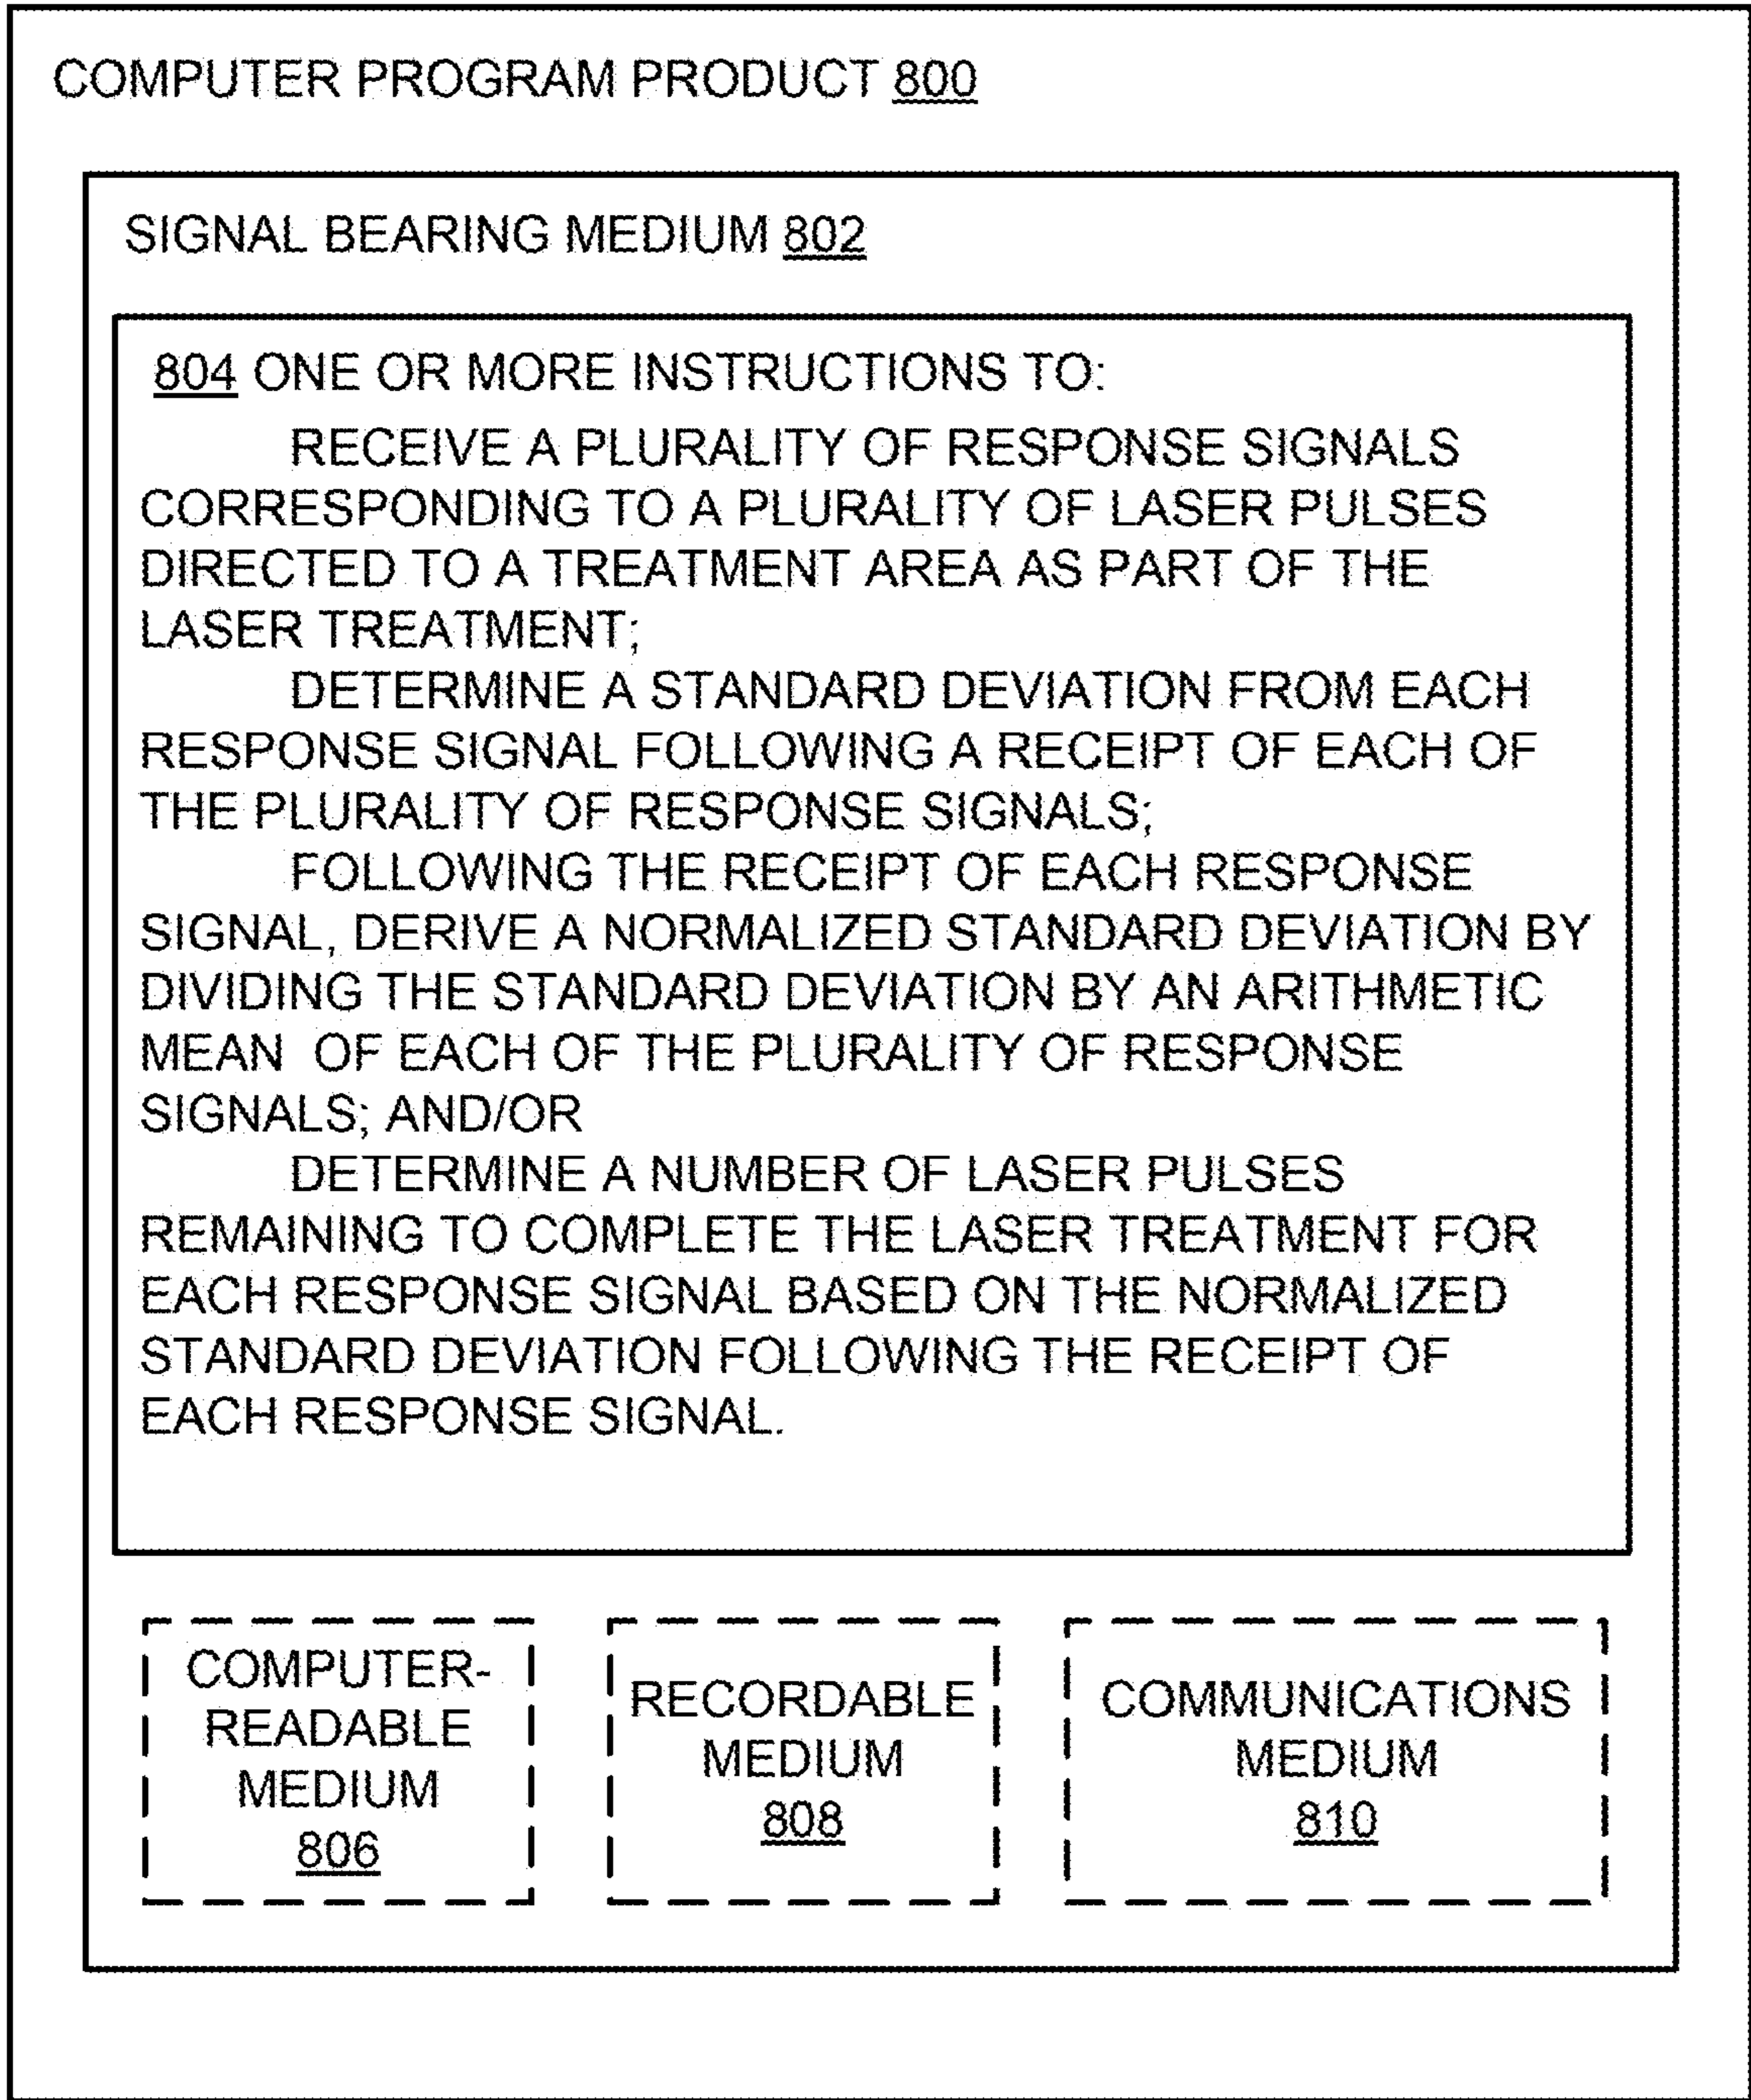 COMPUTER PROGRAM PRODUCT 800
SIGNAL BEARING MEDIUM 802
804 ONE OR MORE INSTRUCTIONS TO:
RECEIVE A PLURALITY OF RESPONSE SIGNALS
CORRESPONDING TO A PLURALITY OF LASER PULSES
DIRECTED TO A TREATMENT AREA AS PART OF THE
LASER TREATMENT;
DETERMINE A STANDARD DEVIATION FROM EACH
RESPONSE SIGNAL FOLLOWING A RECEIPT OF EACH OF
THE PLURALITY OF RESPONSE SIGNALS;
FOLLOWING THE RECEIPT OF EACH RESPONSE
SIGNAL, DERIVE A NORMALIZED STANDARD DEVIATION BY
DIVIDING THE STANDARD DEVIATION BY AN ARITHMETIC
MEAN OF EACH OF THE PLURALITY OF RESPONSE
SIGNALS; AND/OR
DETERMINE A NUMBER OF LASER PULSES
REMAINING TO COMPLETE THE LASER TREATMENT FOR
EACH RESPONSE SIGNAL BASED ON THE NORMALIZED
STANDARD DEVIATION FOLLOWING THE RECEIPT OF
EACH RESPONSE SIGNAL.
COMPUTER-
READABLE
MEDIUM
806
RECORDABLE
MEDIUM
808
COMMUNICATIONS
MEDIUM
810